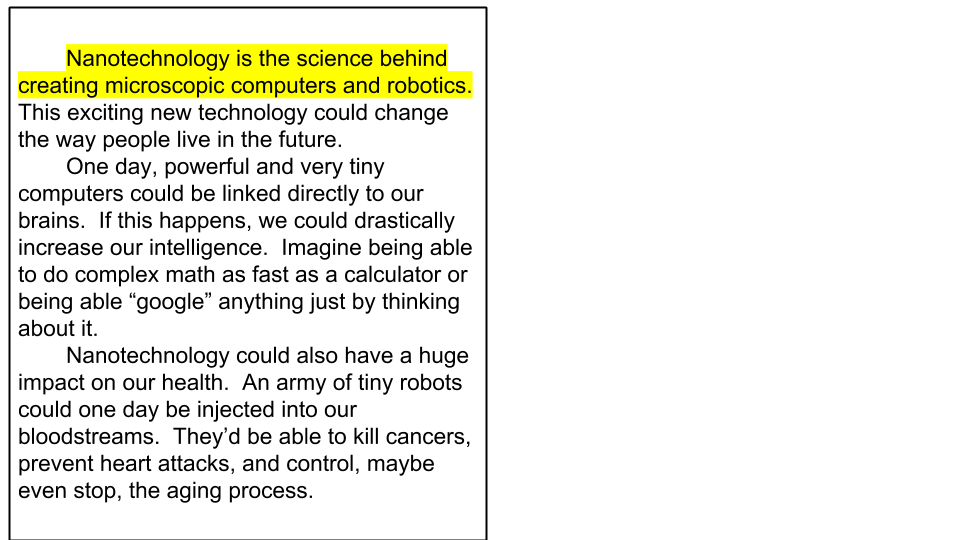 Nanotechnology is the science behind
creating microscopic computers and robotics.
This exciting new technology could change
the way people live in the future.
One day, powerful and very tiny
computers could be linked directly to our
brains.  If this happens, we could drastically
increase our intelligence.  Imagine being able
to do complex math as fast as a calculator or
being able “google” anything just by thinking
about it.
Nanotechnology could also have a huge
impact on our health.  An army of tiny robots
could one day be injected into our
bloodstreams.  They’d be able to kill cancers,
prevent heart attacks, and control, maybe
even stop, the aging process.